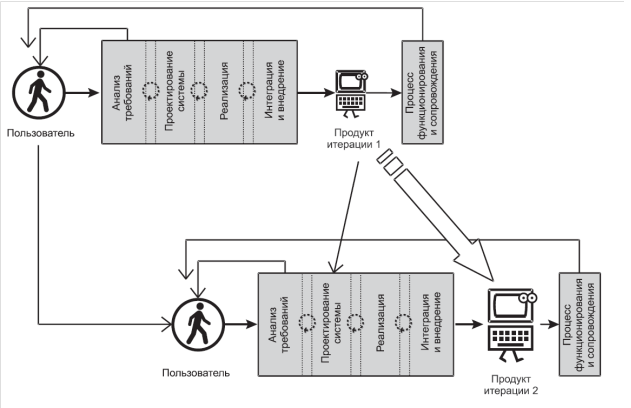 Пользователь
Анализ
требований
Проектирование
системы
Реализация
Интеграция
и внедрение
Продукт
итерации 1
Процесс
функционирования
и сопровождения
Пользователь
Анализ
требований
Проектирование
системы
Реализация
Интеграция
и внедрение
Продукт
итерации 2
Процесс
функционирования
и сопровождения